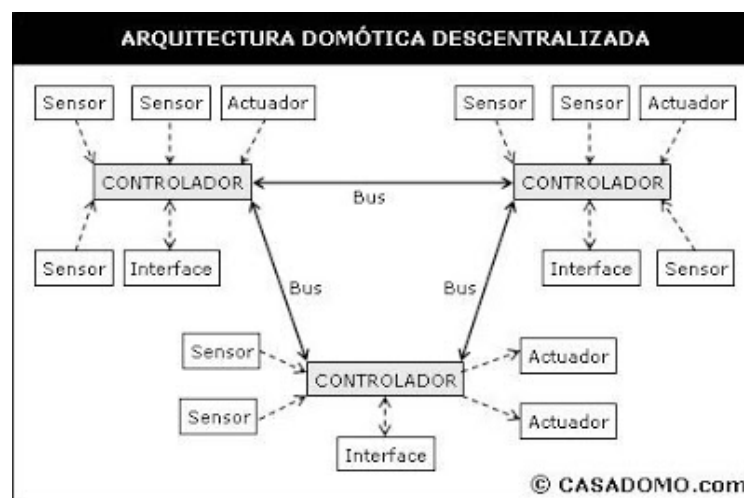 ARQUITECTURA DOMÓTICA DESCENTRALIZADA
Sensor Sensor Actuador Sensor Sensor Actuador
CONTROLADOR CONTROLADOR
Bus
Sensor Interface Interface Sensor
Bus Bus
Sensor Actuador
CONTROLADOR
Sensor Actuador
Interface
© CASADOMO.com